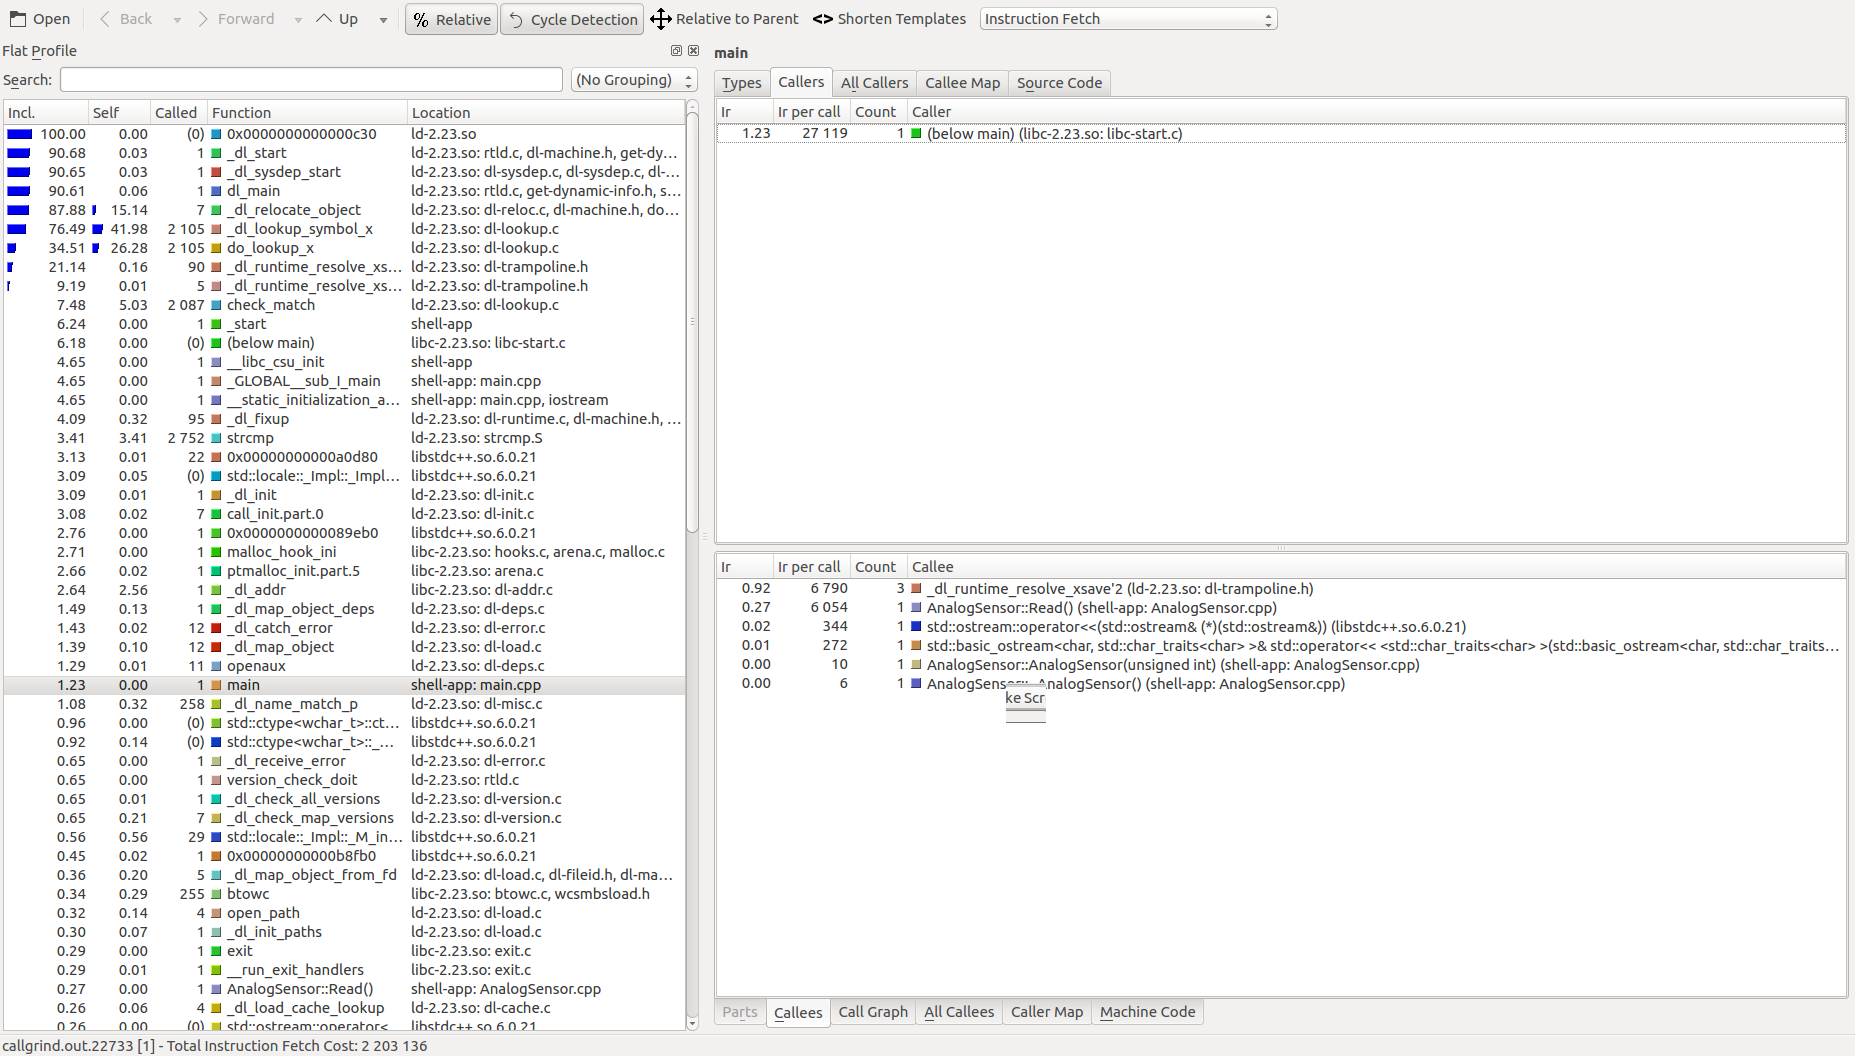 Open Back Forward Up % Relative Cycle Detection Relative to Parent <> Shorten Templates Instruction Fetch
Flat Profile
Search: (No Grouping)
Incl. Self Called Function Location
100.00 0.00 (0) 0x0000000000000c30 ld-2.23.so
90.68 0.03 1 _dl_start ld-2.23.so: rtld.c, dl-machine.h, get-dy...
90.65 0.03 1 _dl_sysdep_start ld-2.23.so: dl-sysdep.c, dl-sysdep.c, dl-...
90.61 0.06 1 dl_main ld-2.23.so: rtld.c, get-dynamic-info.h, s...
87.88 15.14 7 _dl_relocate_object ld-2.23.so: dl-reloc.c, dl-machine.h, do...
76.49 41.98 2 105 _dl_lookup_symbol_x ld-2.23.so: dl-lookup.c
34.51 26.28 2 105 do_lookup_x ld-2.23.so: dl-lookup.c
21.14 0.16 90 _dl_runtime_resolve_xs... ld-2.23.so: dl-trampoline.h
9.19 0.01 5 _dl_runtime_resolve_xs... ld-2.23.so: dl-trampoline.h
7.48 5.03 2 087 check_match ld-2.23.so: dl-lookup.c
6.24 0.00 1 _start shell-app
6.18 0.00 (0) (below main) libc-2.23.so: libc-start.c
4.65 0.00 1 __libc_csu_init shell-app
4.65 0.00 1 _GLOBAL__sub_I_main shell-app: main.cpp
4.65 0.00 1 __static_initialization_a... shell-app: main.cpp, iostream
4.09 0.32 95 _dl_fixup ld-2.23.so: dl-runtime.c, dl-machine.h, ...
3.41 3.41 2 752 strcmp ld-2.23.so: strcmp.S
3.13 0.01 22 0x00000000000a0d80 libstdc++.so.6.0.21
3.09 0.05 (0) std::locale::_Impl::_Impl... libstdc++.so.6.0.21
3.09 0.01 1 _dl_init ld-2.23.so: dl-init.c
3.08 0.02 7 call_init.part.0 ld-2.23.so: dl-init.c
2.76 0.00 1 0x0000000000089eb0 libstdc++.so.6.0.21
2.71 0.00 1 malloc_hook_ini libc-2.23.so: hooks.c, arena.c, malloc.c
2.66 0.02 1 ptmalloc_init.part.5 libc-2.23.so: arena.c
2.64 2.56 1 _dl_addr libc-2.23.so: dl-addr.c
1.49 0.13 1 _dl_map_object_deps ld-2.23.so: dl-deps.c
1.43 0.02 12 _dl_catch_error ld-2.23.so: dl-error.c
1.39 0.10 12 _dl_map_object ld-2.23.so: dl-load.c
1.29 0.01 11 openaux ld-2.23.so: dl-deps.c
1.23 0.00 1 main shell-app: main.cpp
1.08 0.32 258 _dl_name_match_p ld-2.23.so: dl-misc.c
0.96 0.00 (0) std::ctype<wchar_t>::ct... libstdc++.so.6.0.21
0.92 0.14 (0) std::ctype<wchar_t>::_... libstdc++.so.6.0.21
0.65 0.00 1 _dl_receive_error ld-2.23.so: dl-error.c
0.65 0.00 1 version_check_doit ld-2.23.so: rtld.c
0.65 0.01 1 _dl_check_all_versions ld-2.23.so: dl-version.c
0.65 0.21 7 _dl_check_map_versions ld-2.23.so: dl-version.c
0.56 0.56 29 std::locale::_Impl::_M_in... libstdc++.so.6.0.21
0.45 0.02 1 0x00000000000b8fb0 libstdc++.so.6.0.21
0.36 0.20 5 _dl_map_object_from_fd ld-2.23.so: dl-load.c, dl-fileid.h, dl-ma...
0.34 0.29 255 btowc libc-2.23.so: btowc.c, wcsmbsload.h
0.32 0.14 4 open_path ld-2.23.so: dl-load.c
0.30 0.07 1 _dl_init_paths ld-2.23.so: dl-load.c
0.29 0.00 1 exit libc-2.23.so: exit.c
0.29 0.01 1 __run_exit_handlers libc-2.23.so: exit.c
0.27 0.00 1 AnalogSensor::Read() shell-app: AnalogSensor.cpp
0.26 0.06 4 _dl_load_cache_lookup ld-2.23.so: dl-cache.c
0.26 0.00 (0) std::ostream::operator< libstdc++.so.6.0.21
main
Types Callers All Callers Callee Map Source Code
Ir Ir per call Count Caller
1.23 27 119 1 (below main) (libc-2.23.so: libc-start.c)
Ir Ir per call Count Callee
0.92 6 790 3 _dl_runtime_resolve_xsave'2 (ld-2.23.so: dl-trampoline.h)
0.27 6 054 1 AnalogSensor::Read() (shell-app: AnalogSensor.cpp)
0.02 344 1 std::ostream::operator<<(std::ostream& (*)(std::ostream&)) (libstdc++.so.6.0.21)
0.01 272 1 std::basic_ostream<char, std::char_traits<char> >& std::operator<< <std::char_traits<char> >(std::basic_ostream<char, std::char_traits...
0.00 10 1 AnalogSensor::AnalogSensor(unsigned int) (shell-app: AnalogSensor.cpp)
0.00 6 1 AnalogSensor::~AnalogSensor() (shell-app: AnalogSensor.cpp)
ke Scr
Parts Callees Call Graph All Callees Caller Map Machine Code
callgrind.out.22733 [1] - Total Instruction Fetch Cost: 2 203 136